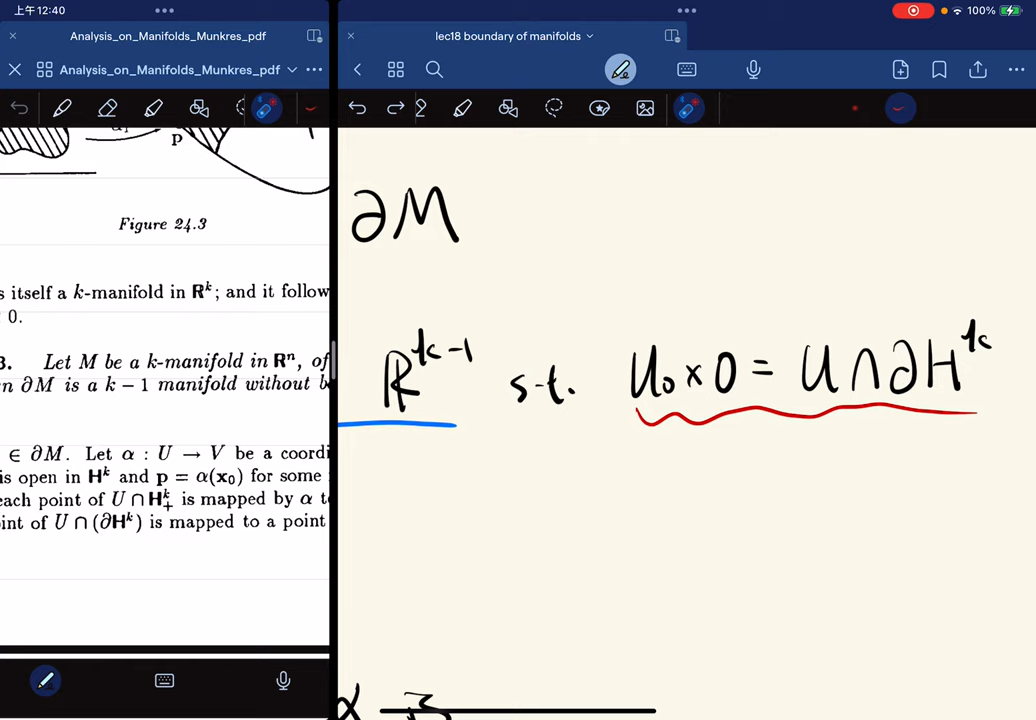 上午12:40
100%
Analysis_on_Manifolds_Munkres_pdf
lec18 boundary of manifolds
Analysis_on_Manifolds_Munkres_pdf
p
Figure 24.3
s itself a k-manifold in R^k; and it follow
0.
3. Let M be a k-manifold in R^n, of
n ∂M is a k − 1 manifold without b
∈ ∂M. Let α : U → V be a coordi
is open in H^k and p = α(x₀) for some
each point of U ∩ H^k_+ is mapped by α t
int of U ∩ (∂H^k) is mapped to a point
∂M
R^{k-1} s.t. U₀ × 0 = U ∩ ∂H^k
α